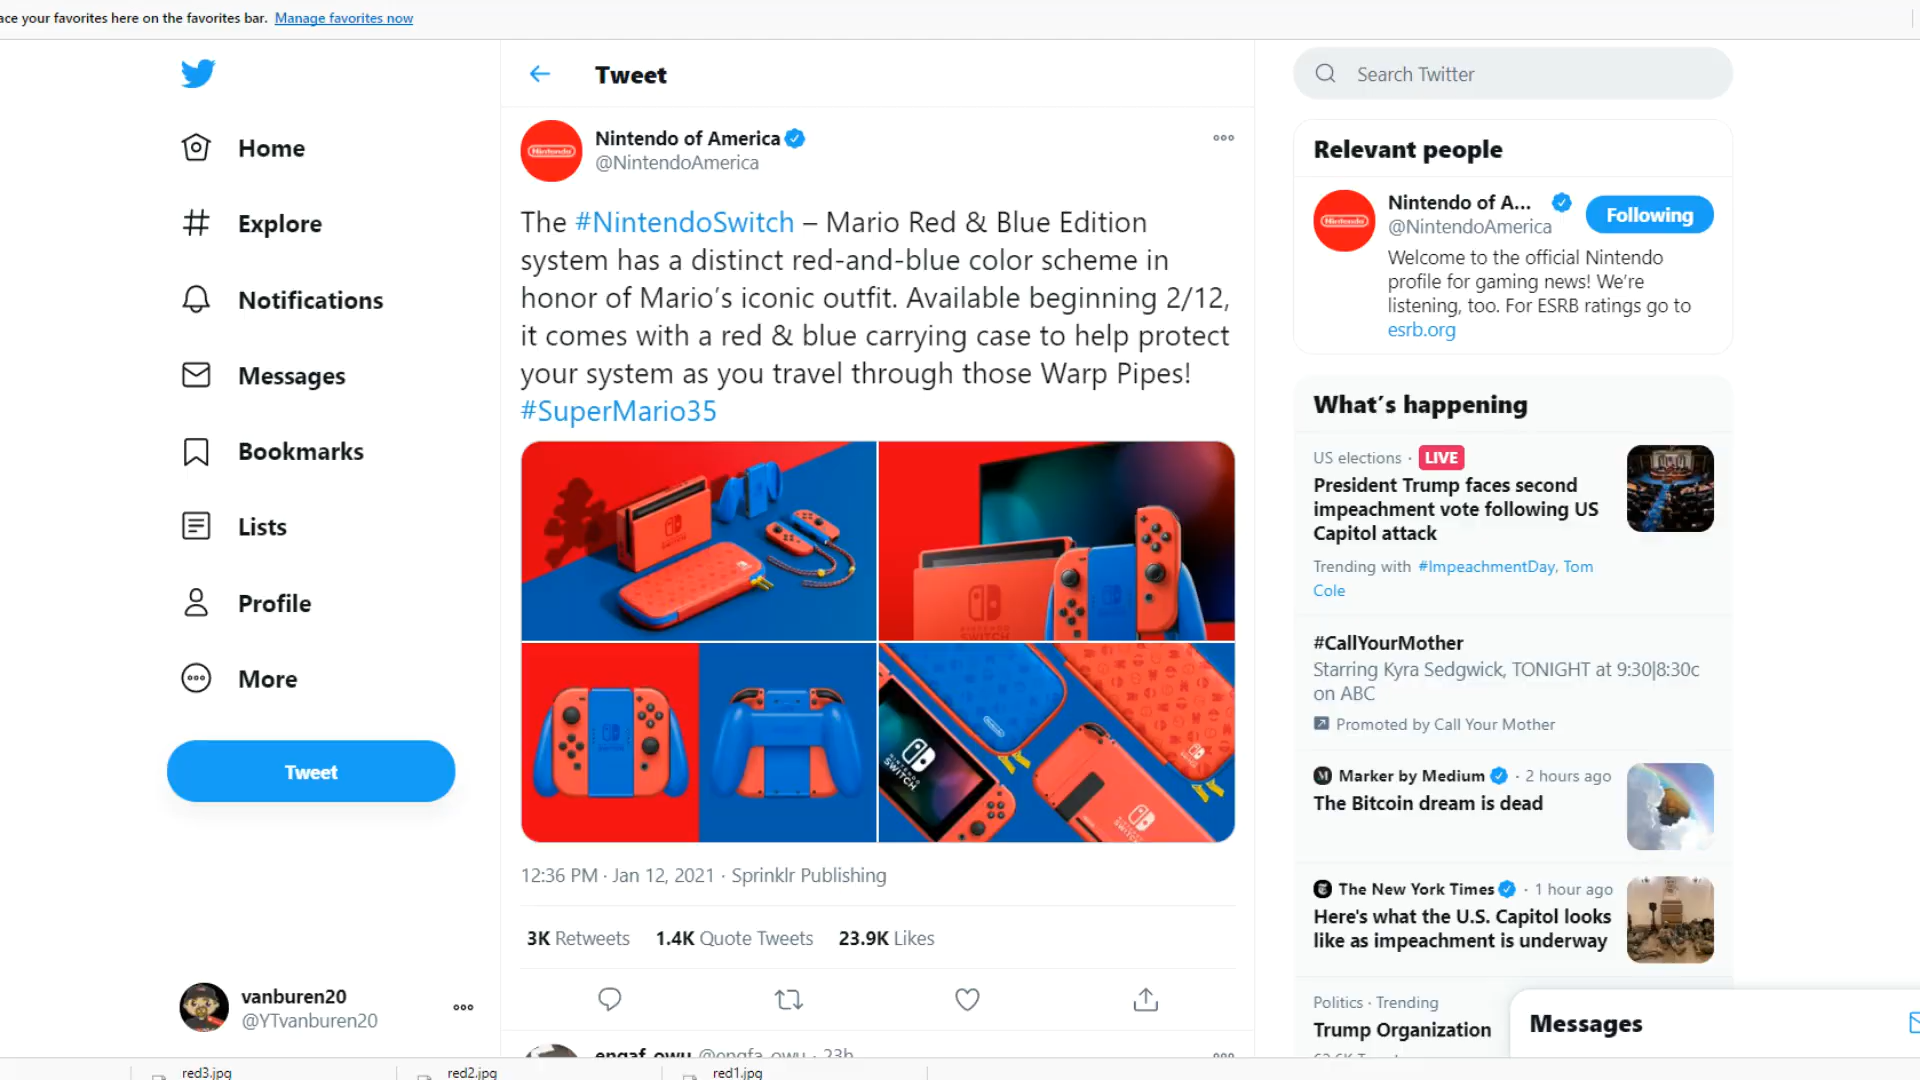 ace your favorites here on the favorites bar. Manage favorites now
Home
Explore
Notifications
Messages
Bookmarks
Lists
Profile
More
Tweet
vanburen20
@YTvanburen20
Tweet
Nintendo of America
@NintendoAmerica
The #NintendoSwitch – Mario Red & Blue Edition
system has a distinct red-and-blue color scheme in
honor of Mario's iconic outfit. Available beginning 2/12,
it comes with a red & blue carrying case to help protect
your system as you travel through those Warp Pipes!
#SuperMario35
NINTENDO
SWITCH
NINTENDO
SWITCH
12:36 PM · Jan 12, 2021 · Sprinklr Publishing
3K Retweets 1.4K Quote Tweets 23.9K Likes
engaf_owu @engfa_owu · 23h
Search Twitter
Relevant people
Nintendo
Nintendo of A...
Following
@NintendoAmerica
Welcome to the official Nintendo
profile for gaming news! We're
listening, too. For ESRB ratings go to
esrb.org
What's happening
US elections · LIVE
President Trump faces second
impeachment vote following US
Capitol attack
Trending with #ImpeachmentDay, Tom
Cole
#CallYourMother
Starring Kyra Sedgwick, TONIGHT at 9:30|8:30c
on ABC
Promoted by Call Your Mother
Marker by Medium · 2 hours ago
The Bitcoin dream is dead
The New York Times · 1 hour ago
Here's what the U.S. Capitol looks
like as impeachment is underway
Politics · Trending
Trump Organization
Messages
red3.jpg
red2.jpg
red1.jpg